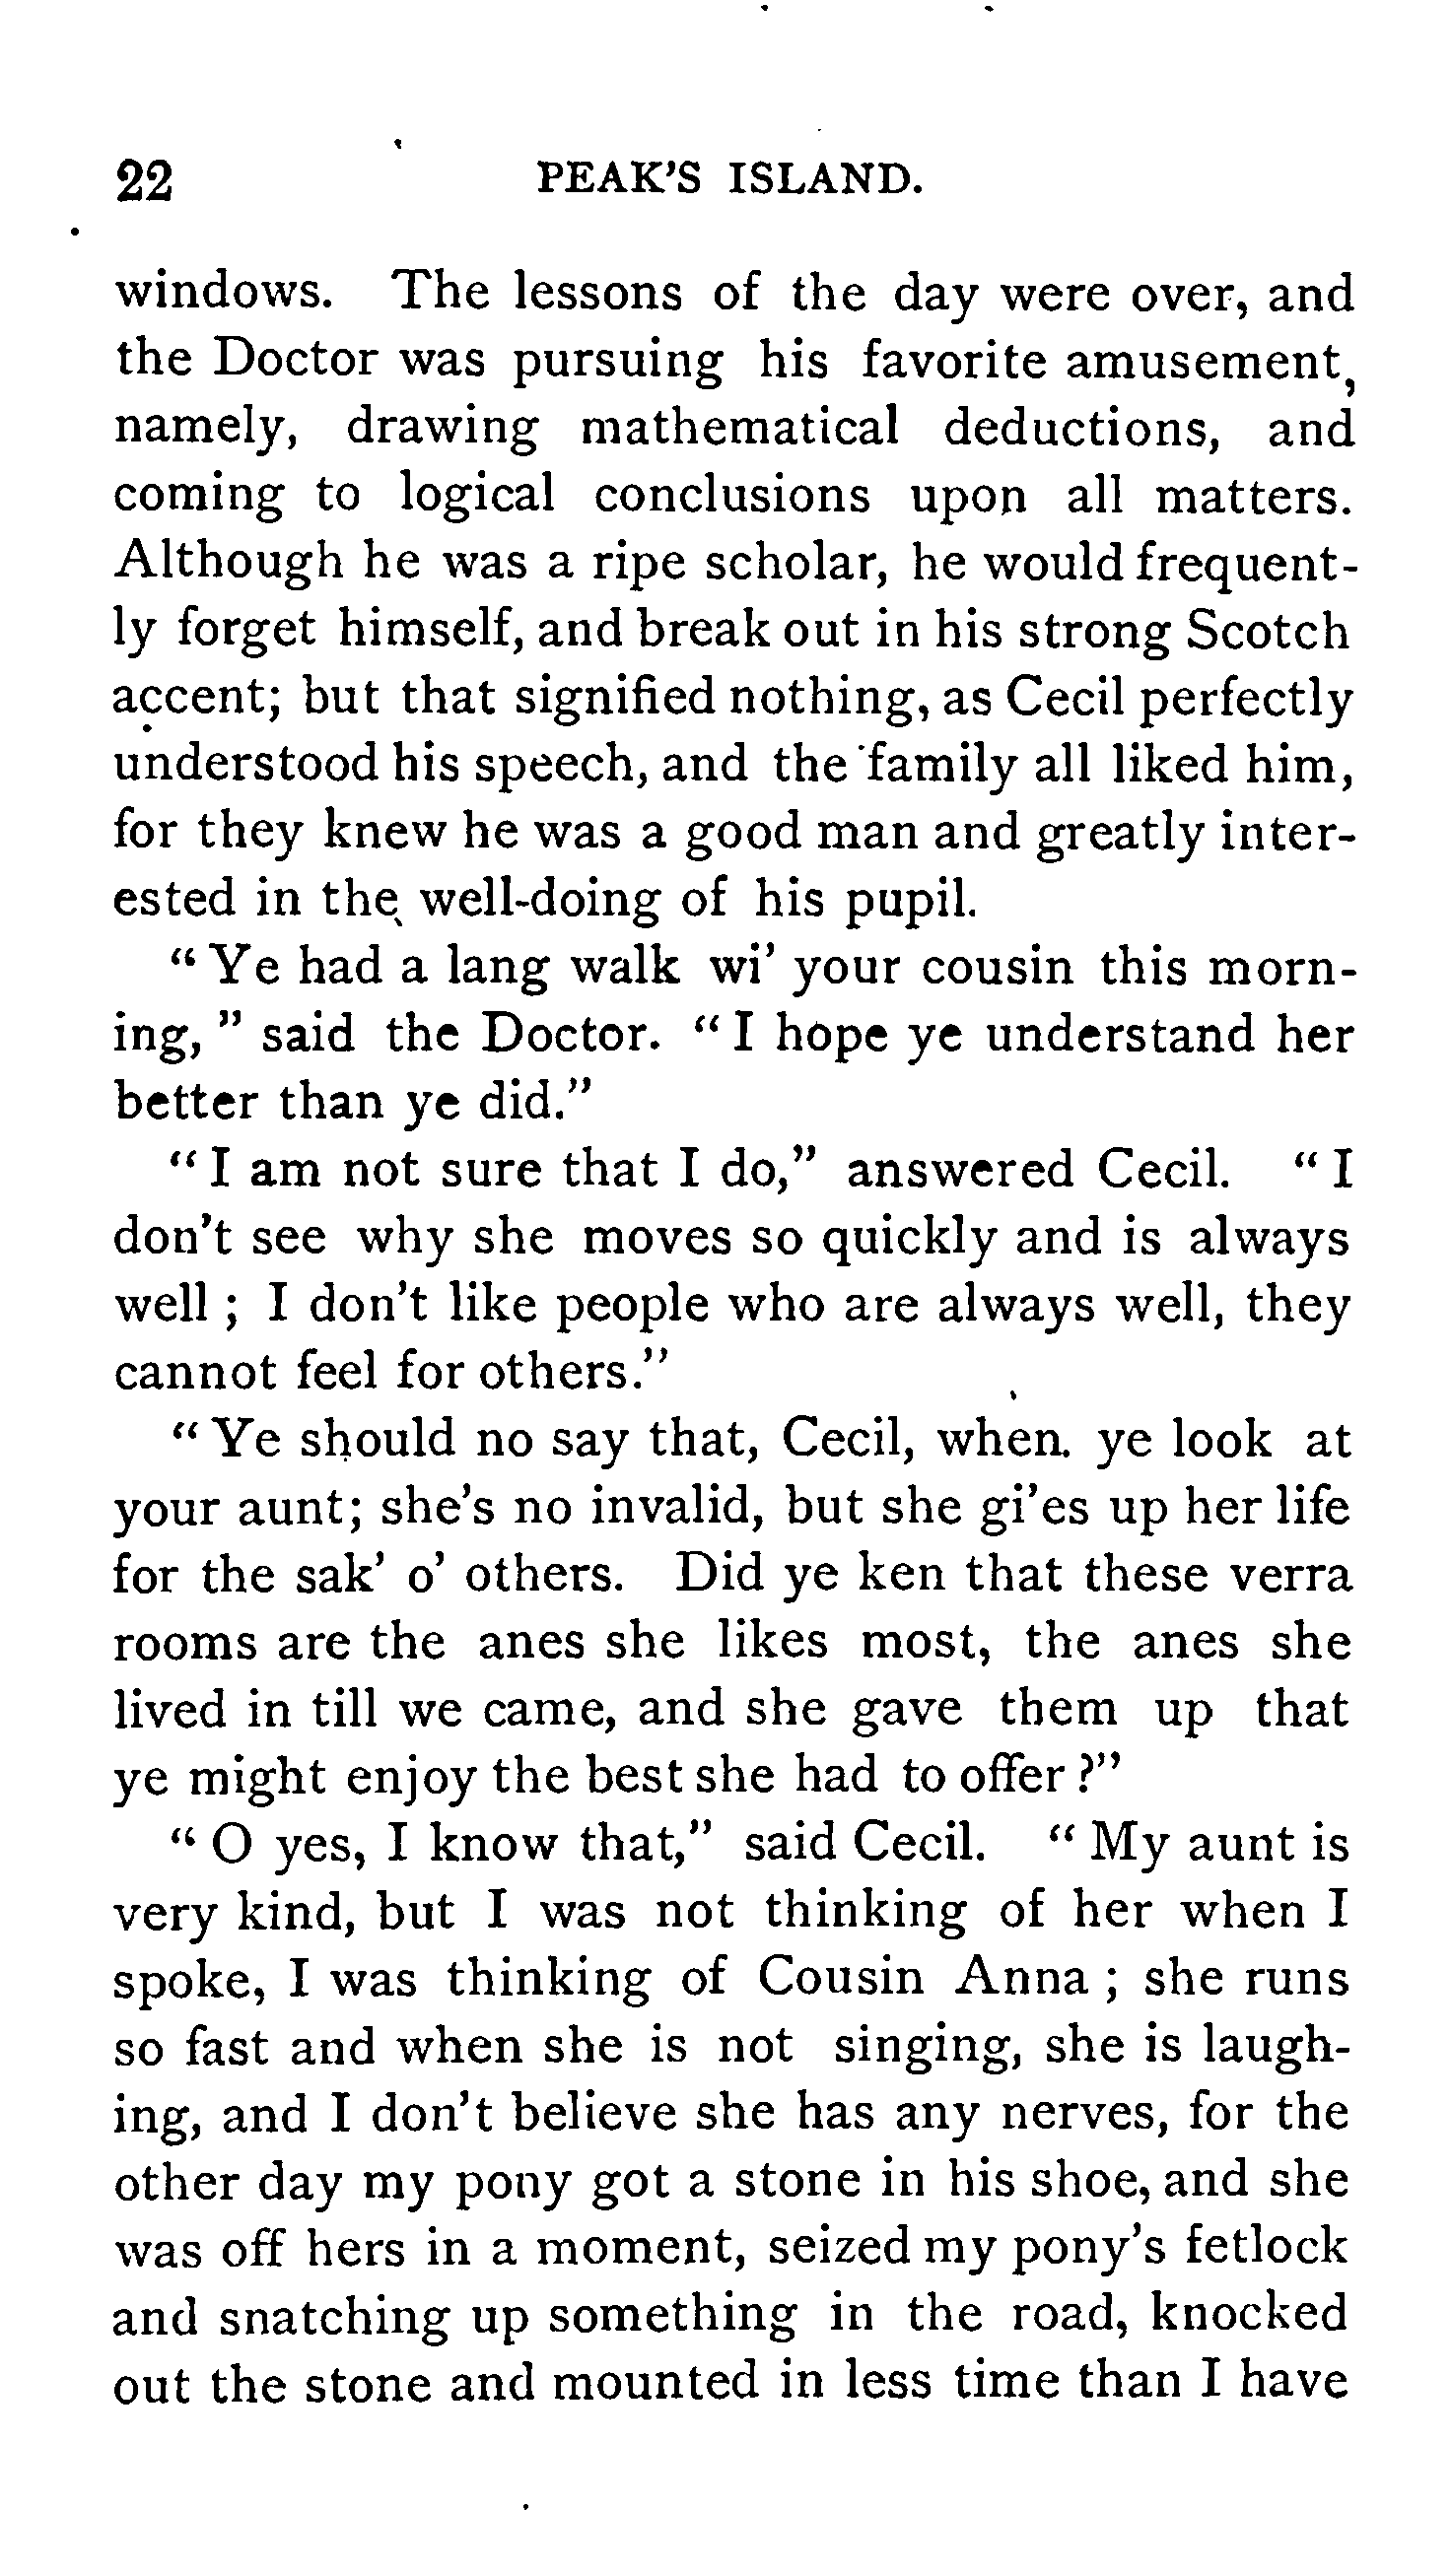 22 PEAK'S ISLAND.
windows. The lessons of the day were over, and
the Doctor was pursuing his favorite amusement,
namely, drawing mathematical deductions, and
coming to logical conclusions upon all matters.
Although he was a ripe scholar, he would frequent-
ly forget himself, and break out in his strong Scotch
accent; but that signified nothing, as Cecil perfectly
understood his speech, and the family all liked him,
for they knew he was a good man and greatly inter-
ested in the well-doing of his pupil.
"Ye had a lang walk wi' your cousin this morn-
ing," said the Doctor. "I hope ye understand her
better than ye did."
"I am not sure that I do," answered Cecil. "I
don't see why she moves so quickly and is always
well; I don't like people who are always well, they
cannot feel for others."
"Ye should no say that, Cecil, when ye look at
your aunt; she's no invalid, but she gi'es up her life
for the sak' o' others. Did ye ken that these verra
rooms are the anes she likes most, the anes she
lived in till we came, and she gave them up that
ye might enjoy the best she had to offer?"
"O yes, I know that," said Cecil. "My aunt is
very kind, but I was not thinking of her when I
spoke, I was thinking of Cousin Anna; she runs
so fast and when she is not singing, she is laugh-
ing, and I don't believe she has any nerves, for the
other day my pony got a stone in his shoe, and she
was off hers in a moment, seized my pony's fetlock
and snatching up something in the road, knocked
out the stone and mounted in less time than I have